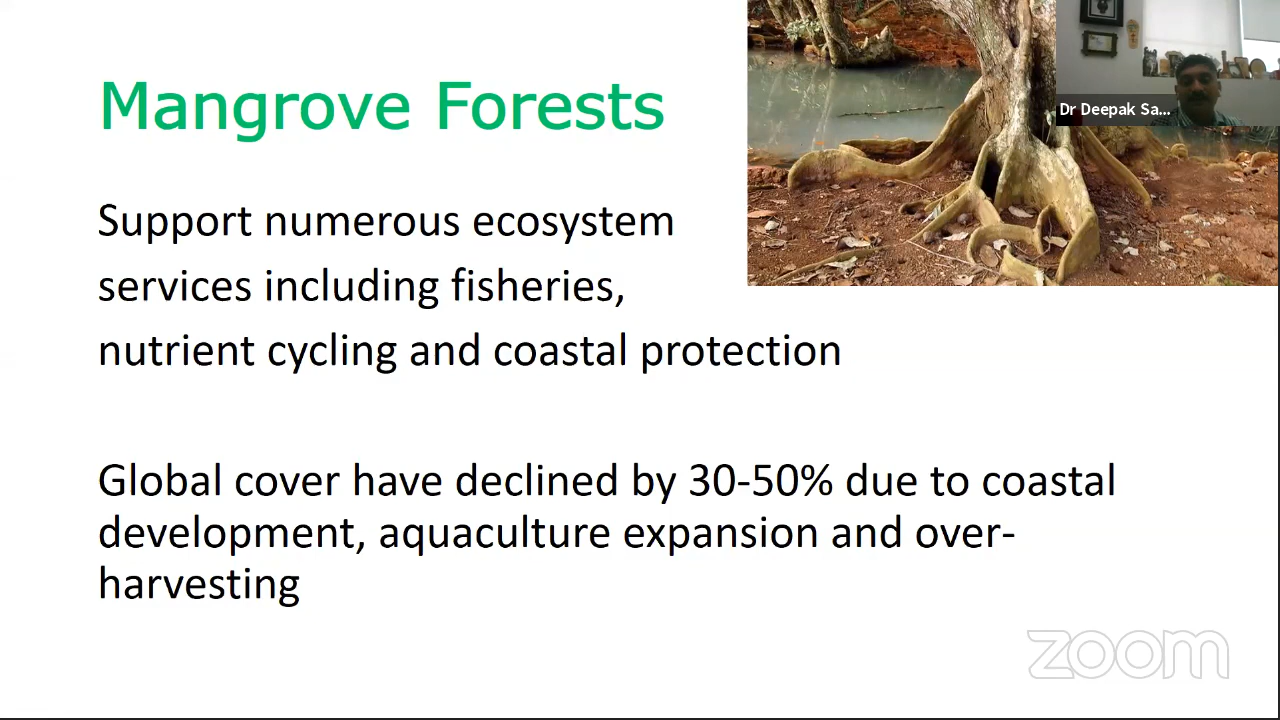 Mangrove Forests
Dr Deepak Sa...
Support numerous ecosystem
services including fisheries,
nutrient cycling and coastal protection
Global cover have declined by 30-50% due to coastal
development, aquaculture expansion and over-
harvesting
zoom